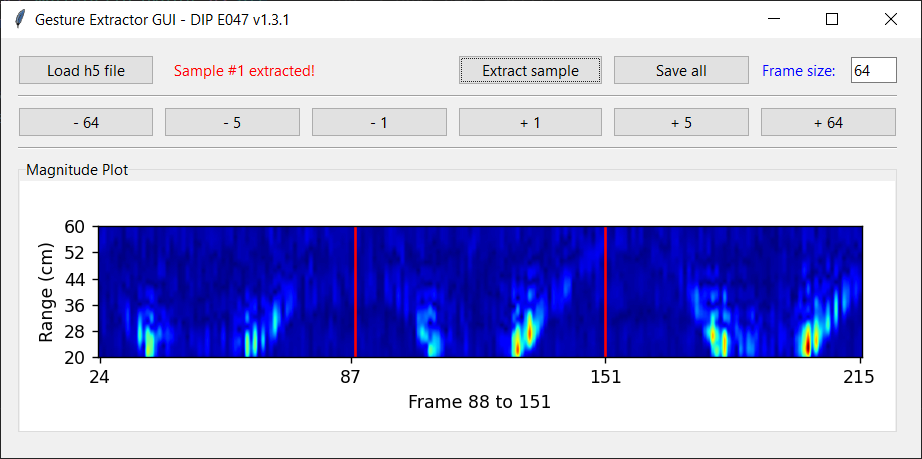 Gesture Extractor GUI - DIP E047 v1.3.1
Load h5 file Sample #1 extracted! Extract sample Save all Frame size: 64
- 64 - 5 - 1 + 1 + 5 + 64
Magnitude Plot
60
52
44
36
28
20
Range (cm)
24 87 151 215
Frame 88 to 151